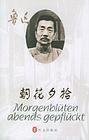 鲁迅
朝花夕拾
Morgenblüten
abends gepflückt